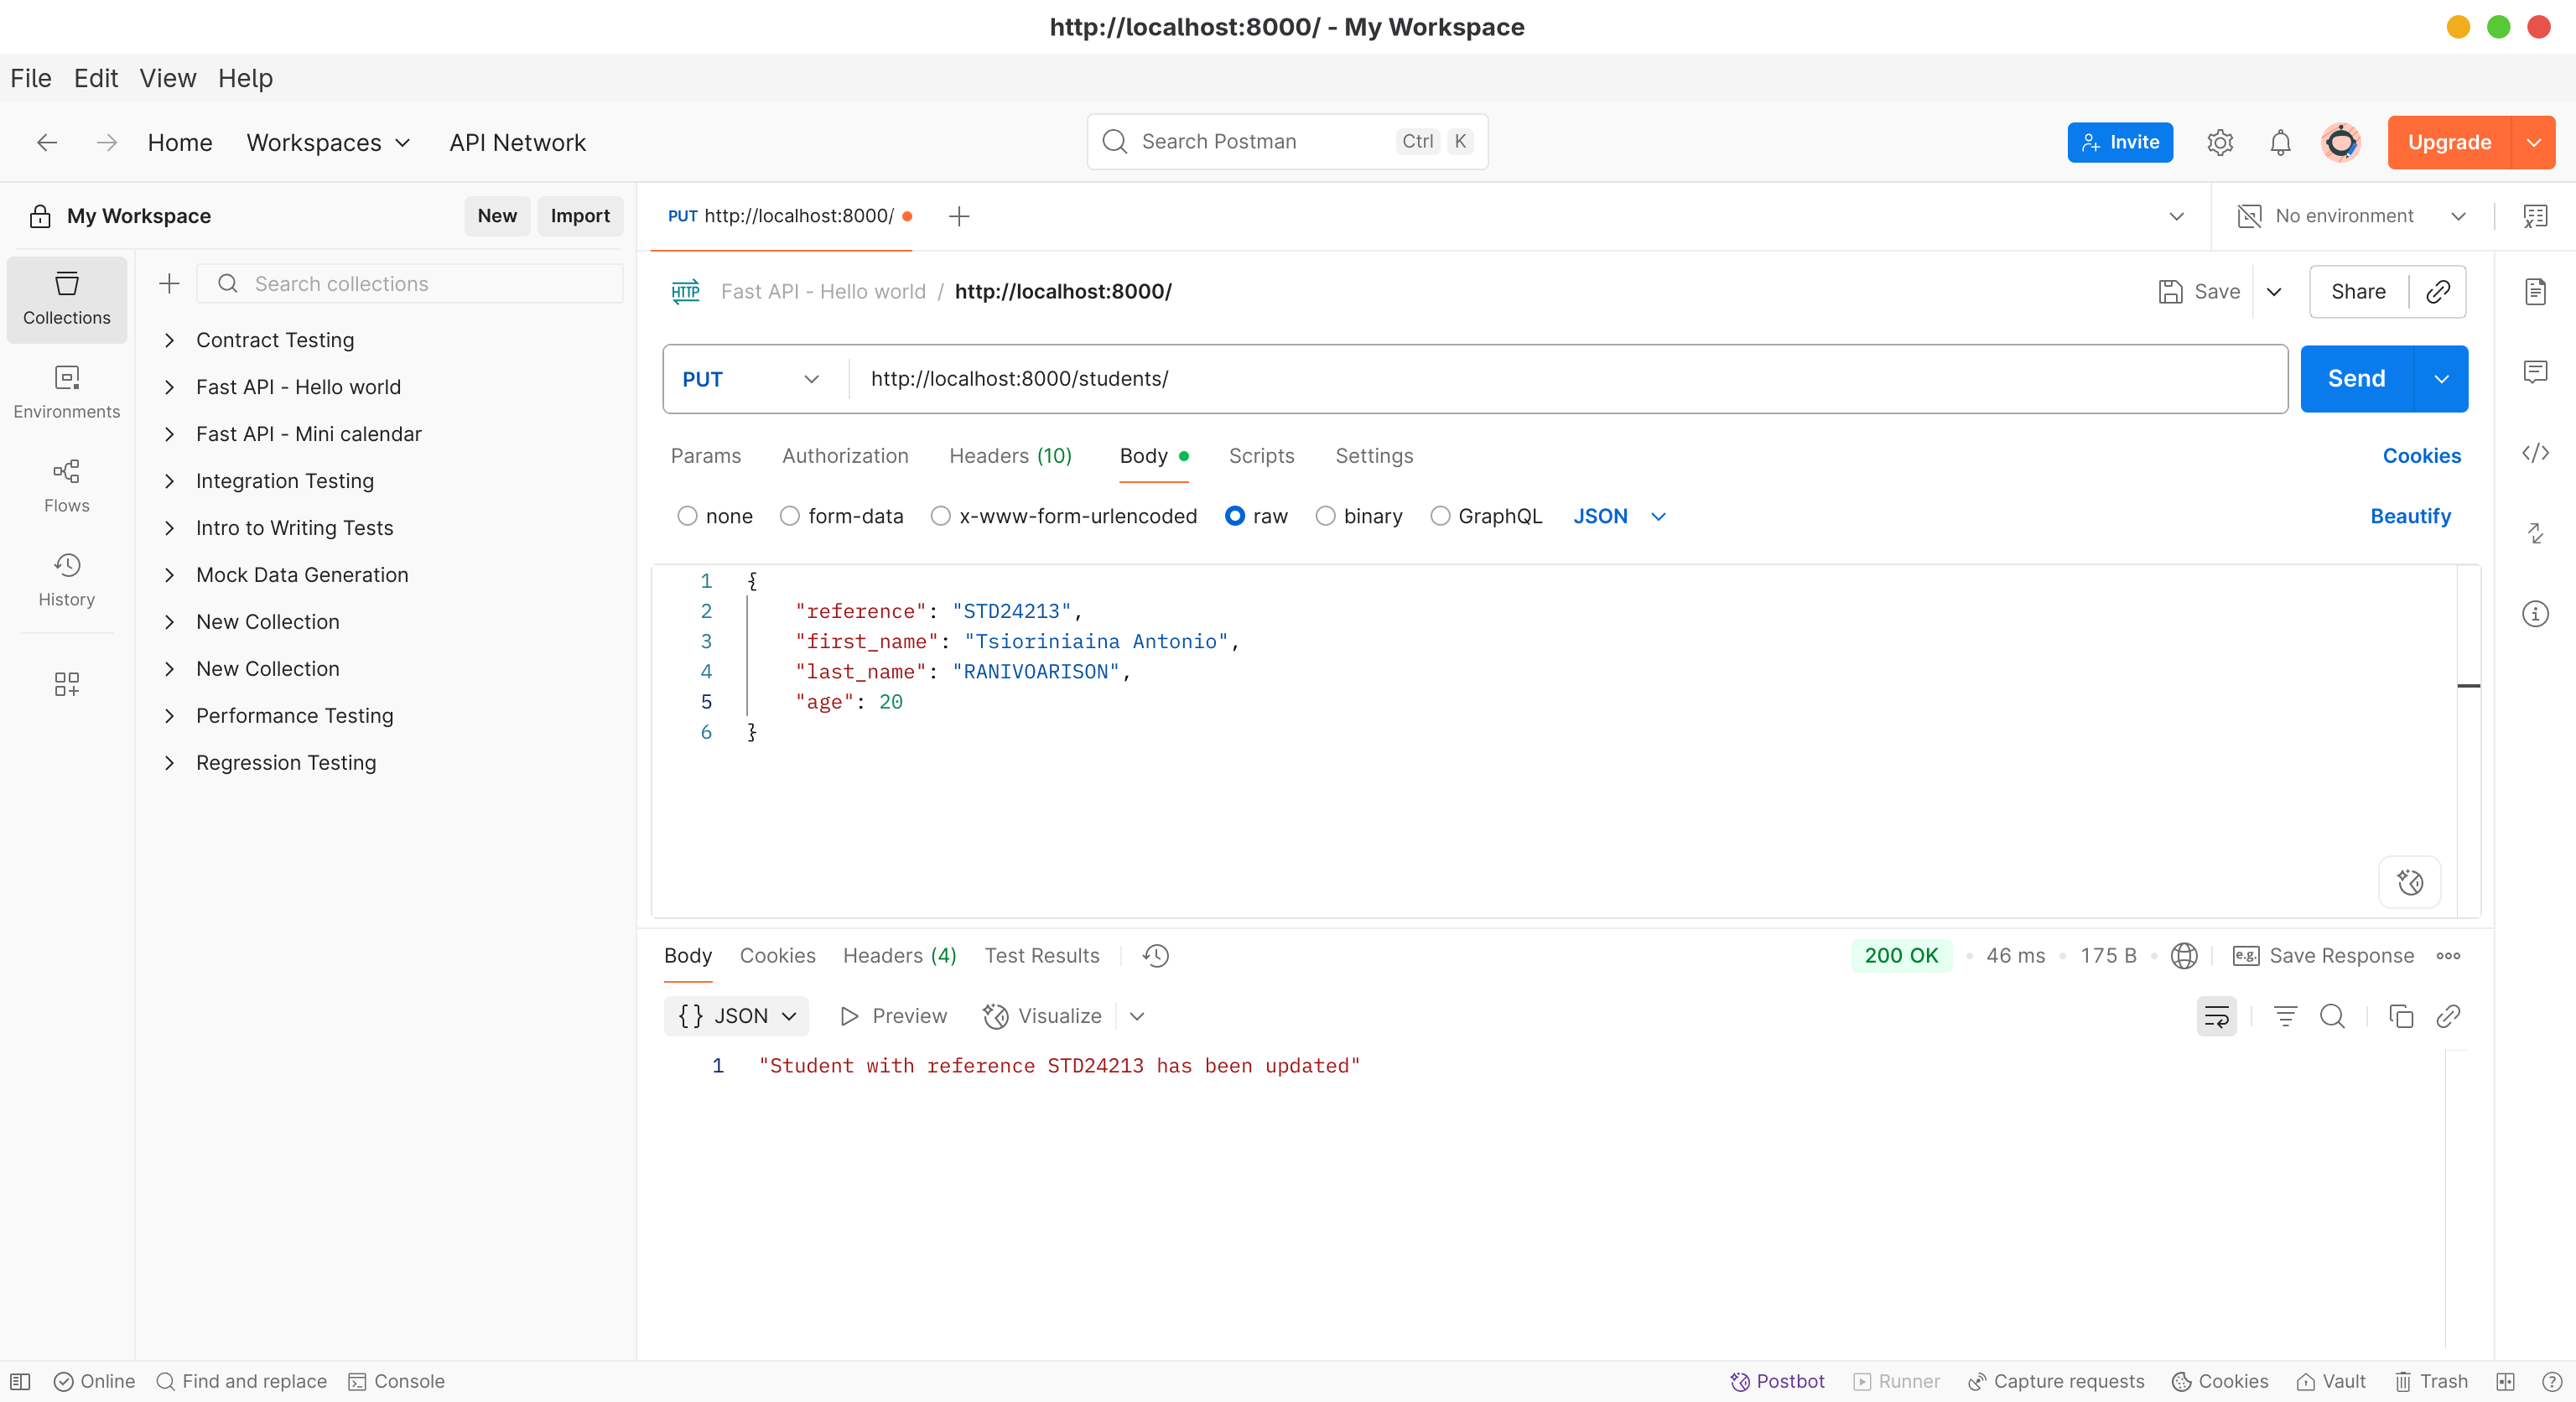 http://localhost:8000/ - My Workspace
File Edit View Help
Home Workspaces API Network Search Postman Ctrl K Invite Upgrade
My Workspace New Import PUT http://localhost:8000/ No environment
Collections
Environments
Flows
History
Search collections
Contract Testing
Fast API - Hello world
Fast API - Mini calendar
Integration Testing
Intro to Writing Tests
Mock Data Generation
New Collection
New Collection
Performance Testing
Regression Testing
HTTP Fast API - Hello world / http://localhost:8000/ Save Share
PUT http://localhost:8000/students/ Send
Params Authorization Headers (10) Body Scripts Settings Cookies
none form-data x-www-form-urlencoded raw binary GraphQL JSON Beautify
1 {
2 "reference": "STD24213",
3 "first_name": "Tsioriniaina Antonio",
4 "last_name": "RANIVOARISON",
5 "age": 20
6 }
Body Cookies Headers (4) Test Results 200 OK • 46 ms • 175 B • e.g. Save Response
{} JSON Preview Visualize
1 "Student with reference STD24213 has been updated"
Online Find and replace Console Postbot Runner Capture requests Cookies Vault Trash